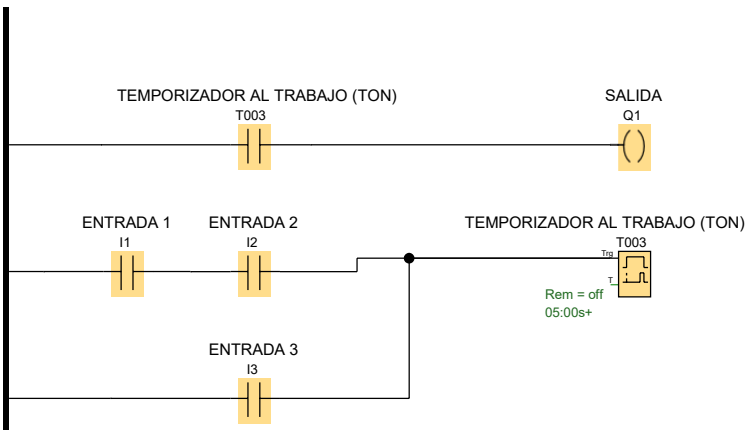 TEMPORIZADOR AL TRABAJO (TON)
T003
SALIDA
Q1
ENTRADA 1
I1
ENTRADA 2
I2
TEMPORIZADOR AL TRABAJO (TON)
T003
Trg
T
Rem = off
05:00s+
ENTRADA 3
I3